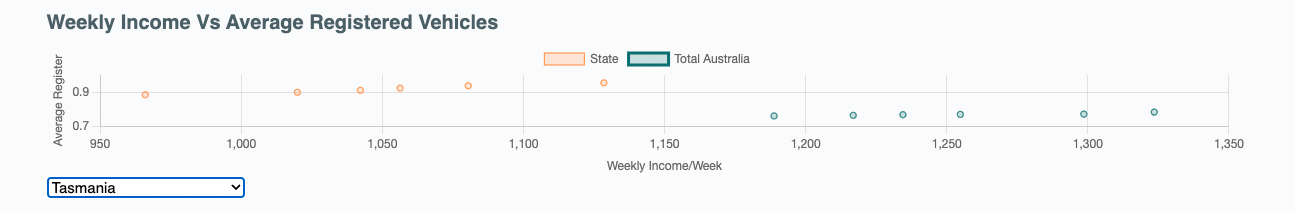 Weekly Income Vs Average Registered Vehicles
State
Total Australia
Average Register
0.9
0.7
950 1,000 1,050 1,100 1,150 1,200 1,250 1,300 1,350
Weekly Income/Week
Tasmania